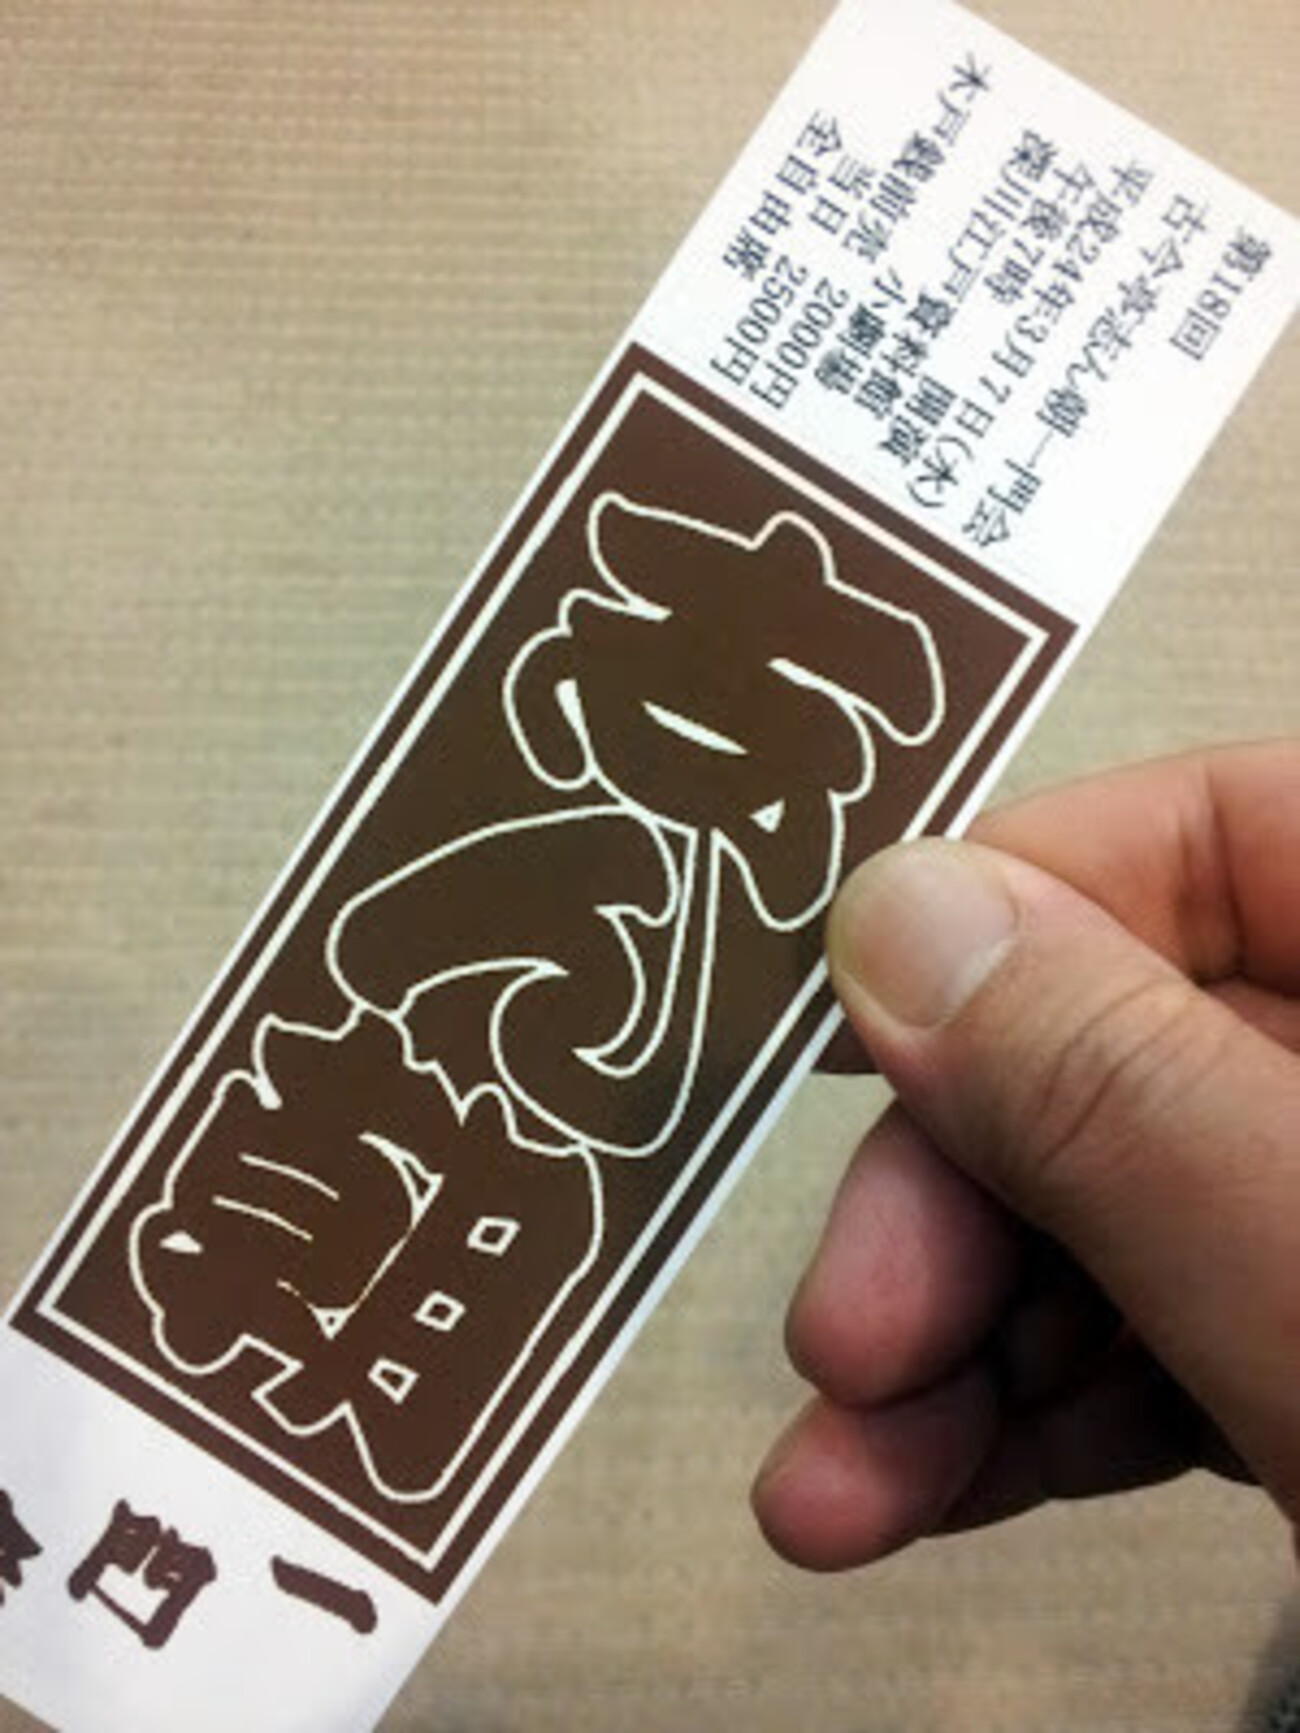 第18回
古今亭志ん朝一門会
平成24年3月7日(水)
午後7時 開演
深川江戸資料館
小劇場
木戸銭前売 2000円
当日 2500円
全自由席
志ん朝
一門